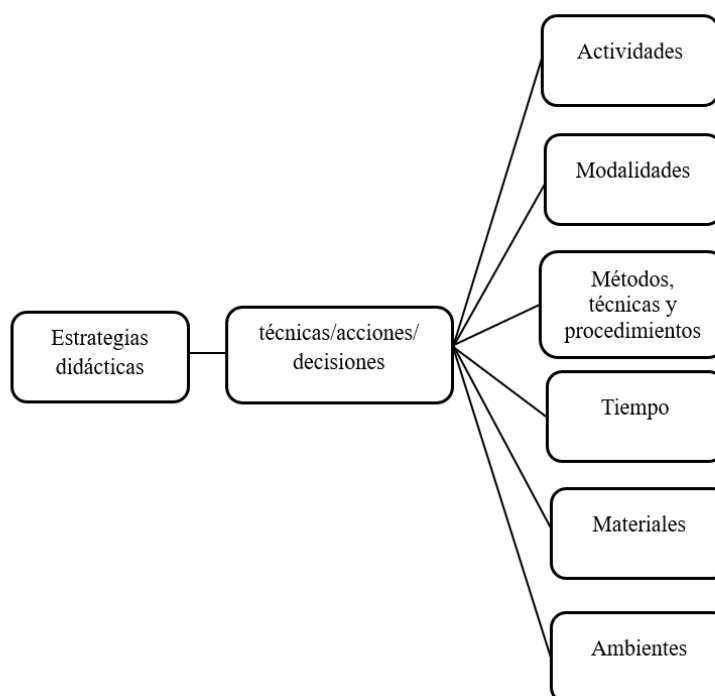 Estrategias
didácticas
técnicas/acciones/
decisiones
Actividades
Modalidades
Métodos,
técnicas y
procedimientos
Tiempo
Materiales
Ambientes